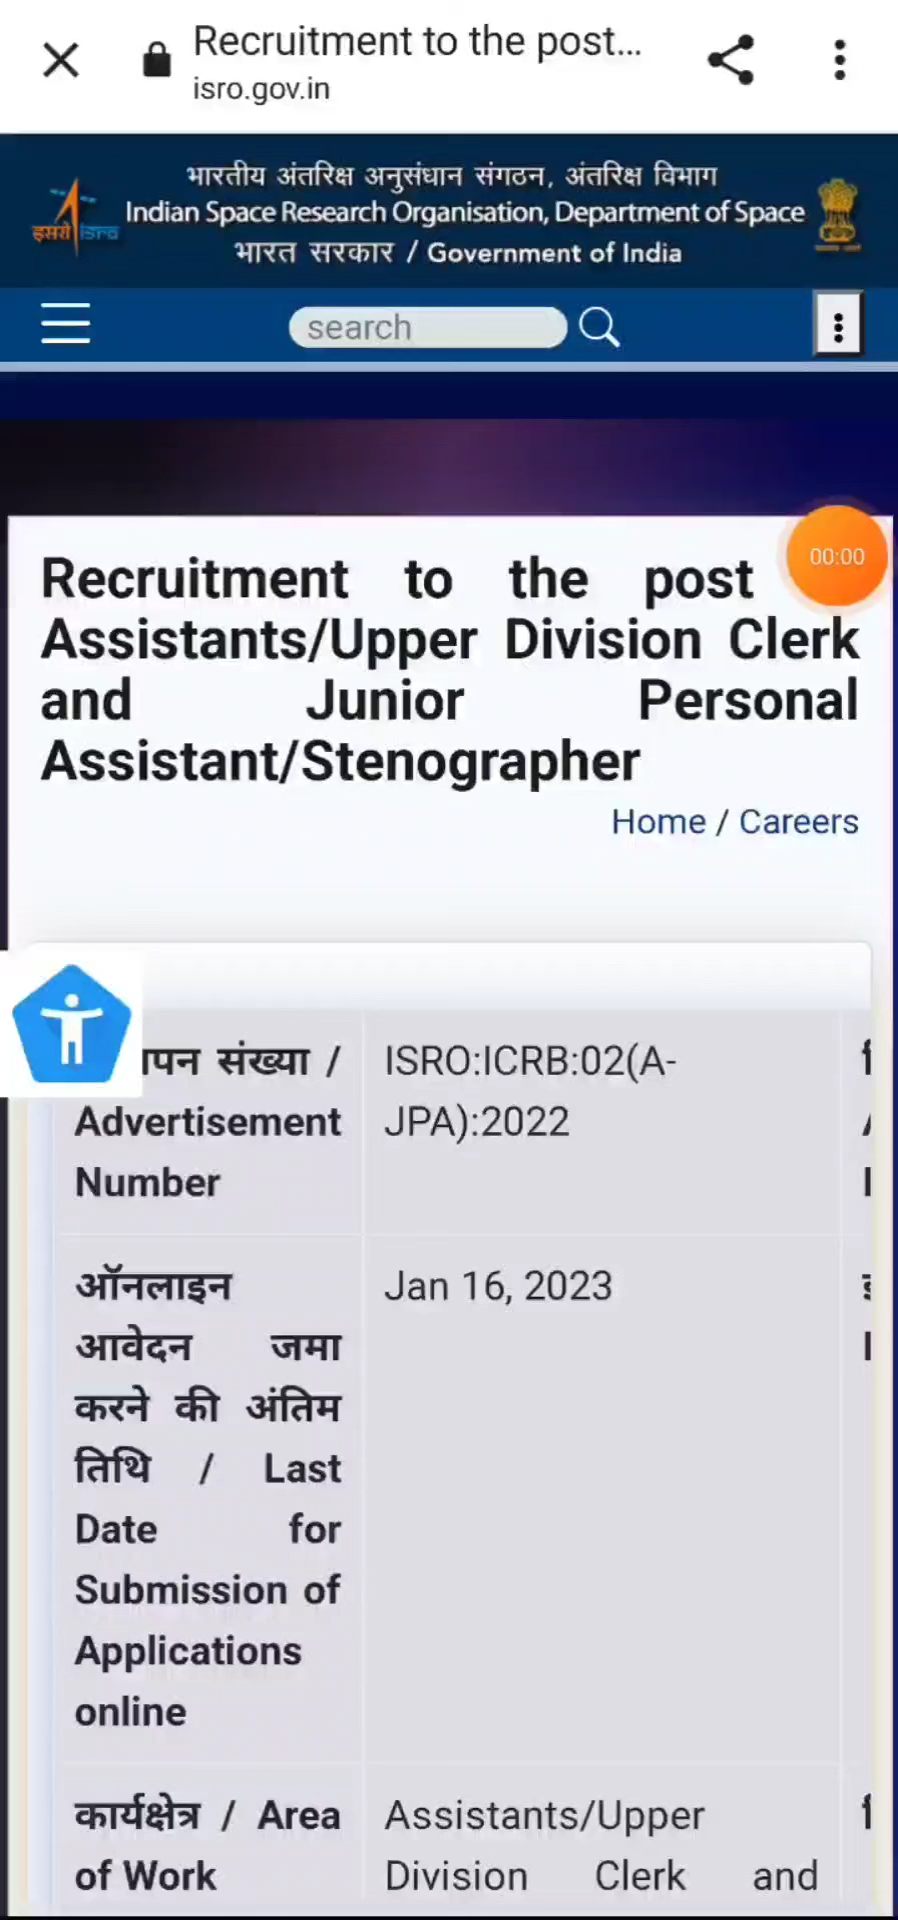 Recruitment to the post...
isro.gov.in
भारतीय अंतरिक्ष अनुसंधान संगठन, अंतरिक्ष विभाग
इसरो isro
Indian Space Research Organisation, Department of Space
भारत सरकार / Government of India
search
00:00
Recruitment to the post
Assistants/Upper Division Clerk
and Junior Personal
Assistant/Stenographer
Home / Careers
संख्या / Advertisement Number
ISRO:ICRB:02(A-
JPA):2022
ऑनलाइन
आवेदन जमा
करने की अंतिम
तिथि / Last
Date for
Submission of
Applications
online
Jan 16, 2023
कार्यक्षेत्र / Area
of Work
Assistants/Upper
Division Clerk and